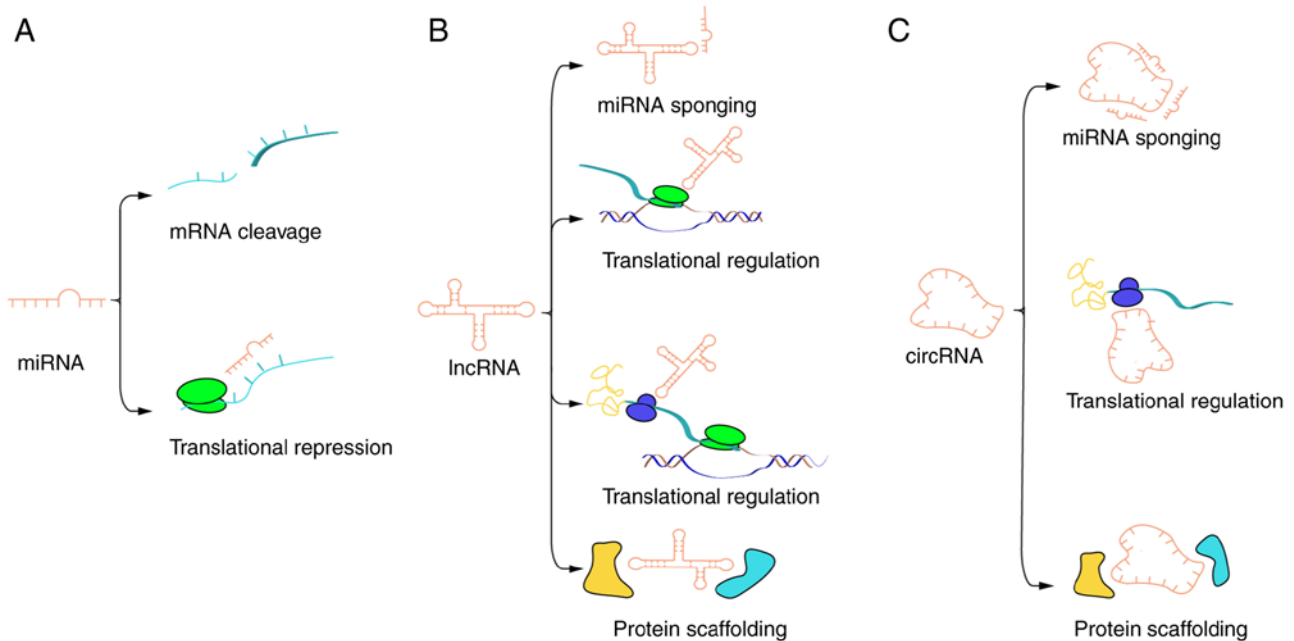 A
mRNA cleavage
miRNA
Translational repression
B
miRNA sponging
Translational regulation
lncRNA
Translational regulation
Protein scaffolding
C
miRNA sponging
circRNA
Translational regulation
Protein scaffolding